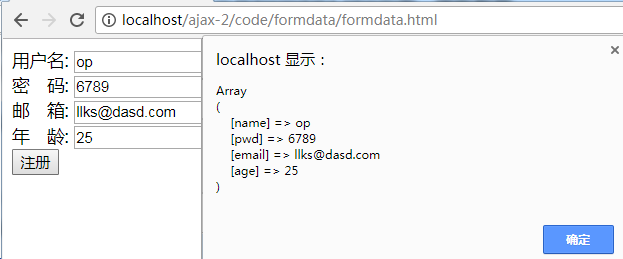 localhost/ajax-2/code/formdata/formdata.html
用户名: op
密 码: 6789
邮 箱: llks@dasd.com
年 龄: 25
注册
localhost 显示：
Array
(
[name] => op
[pwd] => 6789
[email] => llks@dasd.com
[age] => 25
)
确定